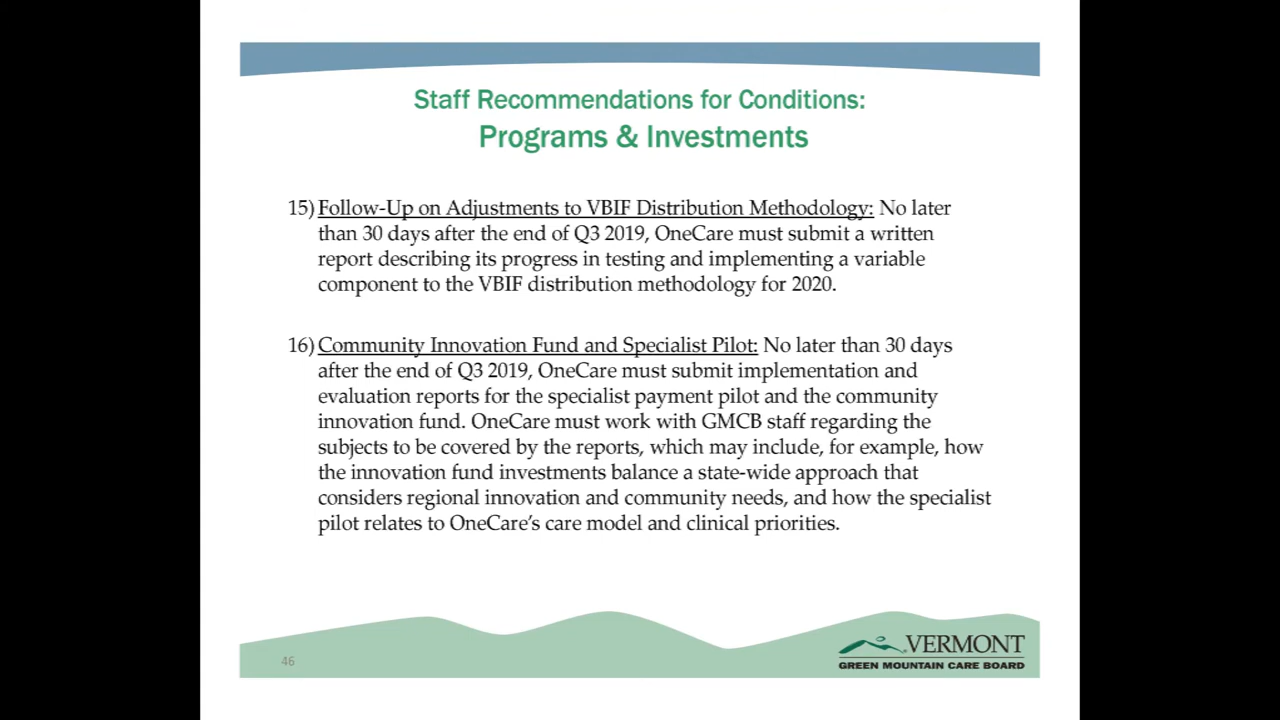 Staff Recommendations for Conditions:
Programs & Investments
15) Follow-Up on Adjustments to VBIF Distribution Methodology: No later
than 30 days after the end of Q3 2019, OneCare must submit a written
report describing its progress in testing and implementing a variable
component to the VBIF distribution methodology for 2020.
16) Community Innovation Fund and Specialist Pilot: No later than 30 days
after the end of Q3 2019, OneCare must submit implementation and
evaluation reports for the specialist payment pilot and the community
innovation fund. OneCare must work with GMCB staff regarding the
subjects to be covered by the reports, which may include, for example, how
the innovation fund investments balance a state-wide approach that
considers regional innovation and community needs, and how the specialist
pilot relates to OneCare’s care model and clinical priorities.
46
VERMONT
GREEN MOUNTAIN CARE BOARD